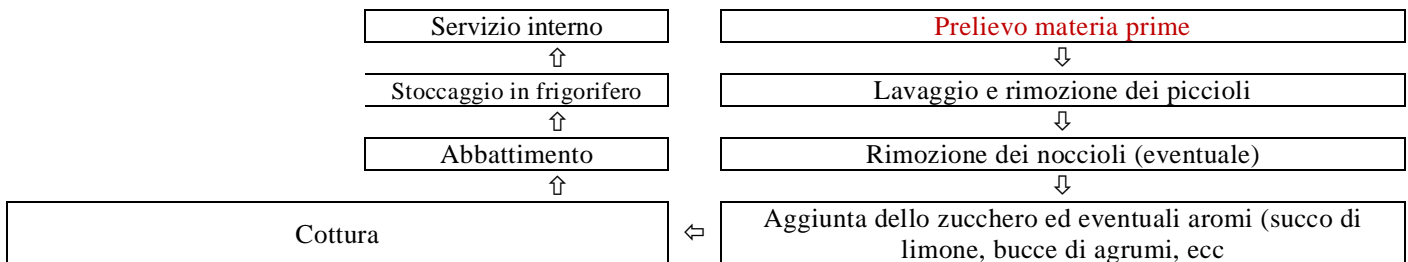 Servizio interno
Prelievo materia prime
⇧
⇩
Stoccaggio in frigorifero
Lavaggio e rimozione dei piccioli
⇧
⇩
Abbattimento
Rimozione dei noccioli (eventuale)
⇧
⇩
Cottura
⇦
Aggiunta dello zucchero ed eventuali aromi (succo di
limone, bucce di agrumi, ecc